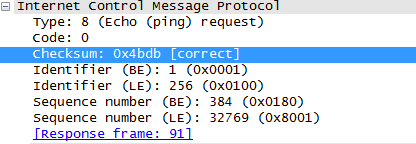 Internet Control Message Protocol
Type: 8 (Echo (ping) request)
Code: 0
Checksum: 0x4bdb [correct]
Identifier (BE): 1 (0x0001)
Identifier (LE): 256 (0x0100)
Sequence number (BE): 384 (0x0180)
Sequence number (LE): 32769 (0x8001)
[Response frame: 91]